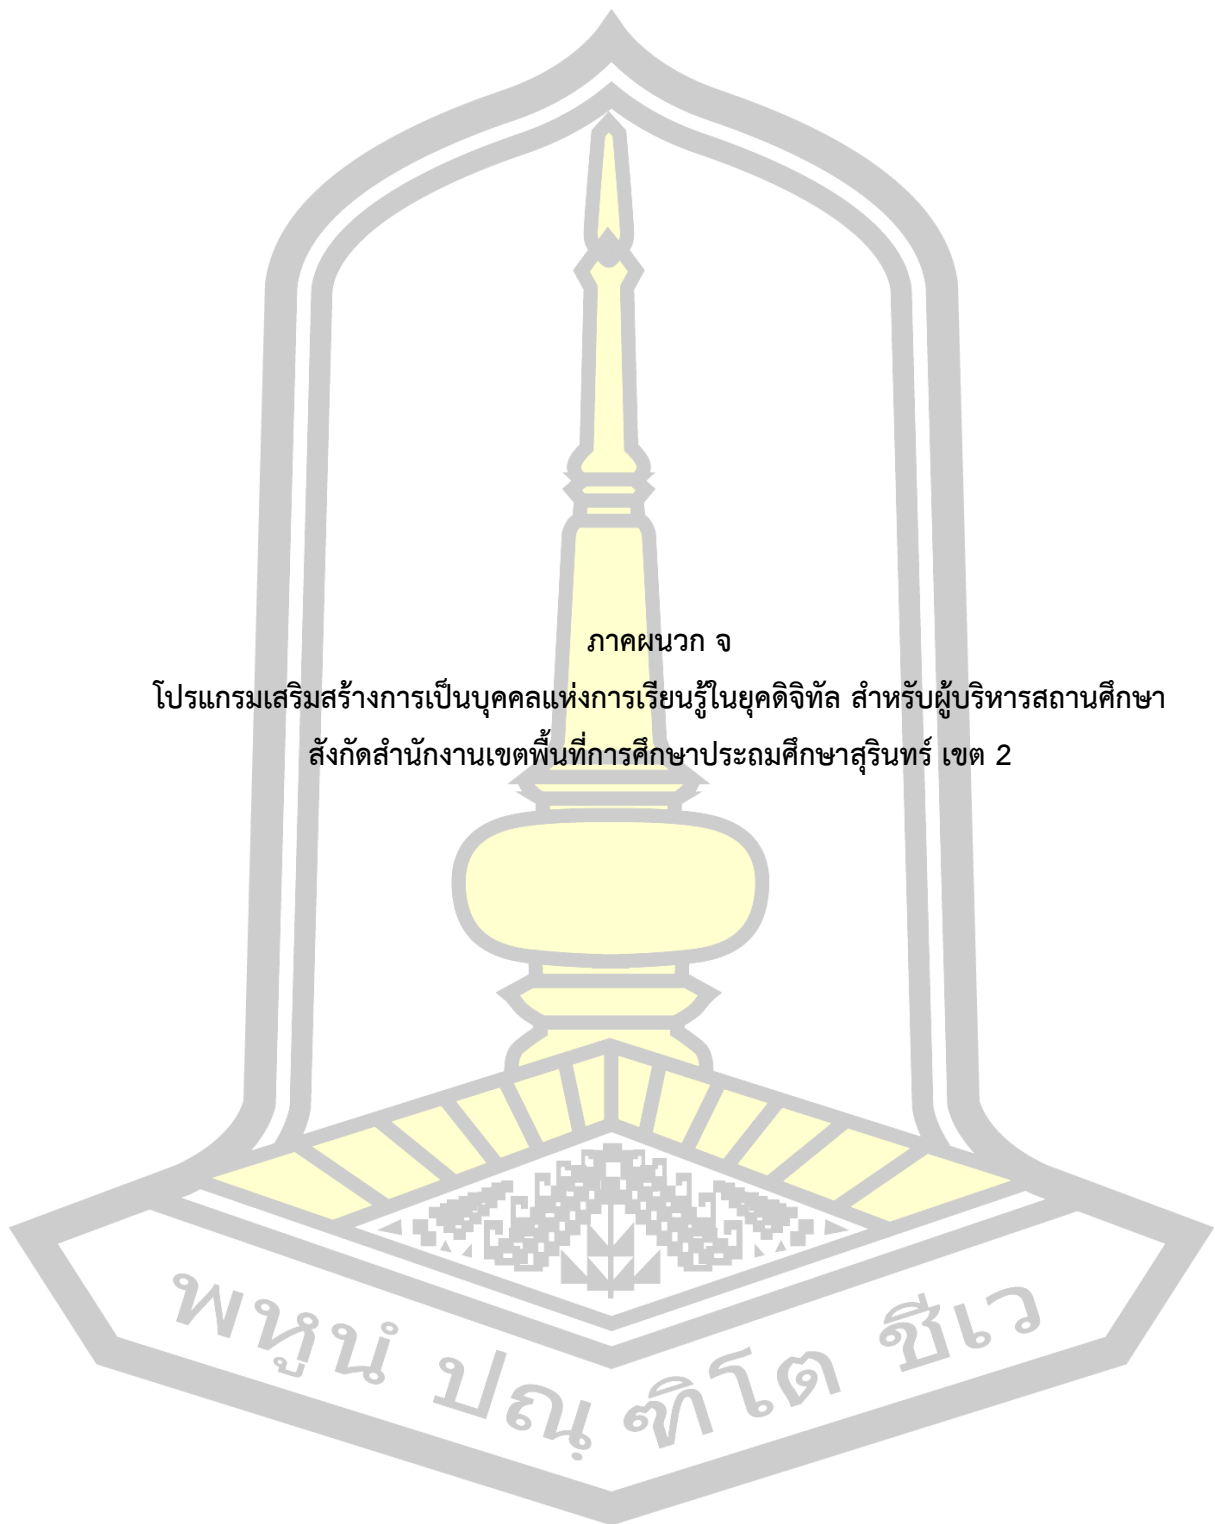 ภาคผนวก จ
โปรแกรมเสริมสร้างการเป็นบุคคลแห่งการเรียนรู้ในยุคดิจิทัล สำหรับผู้บริหารสถานศึกษา
สังกัดสำนักงานเขตพื้นที่การศึกษาประถมศึกษาสุรินทร์ เขต 2
พหูนํ ปณฺฑิโต ชีเว